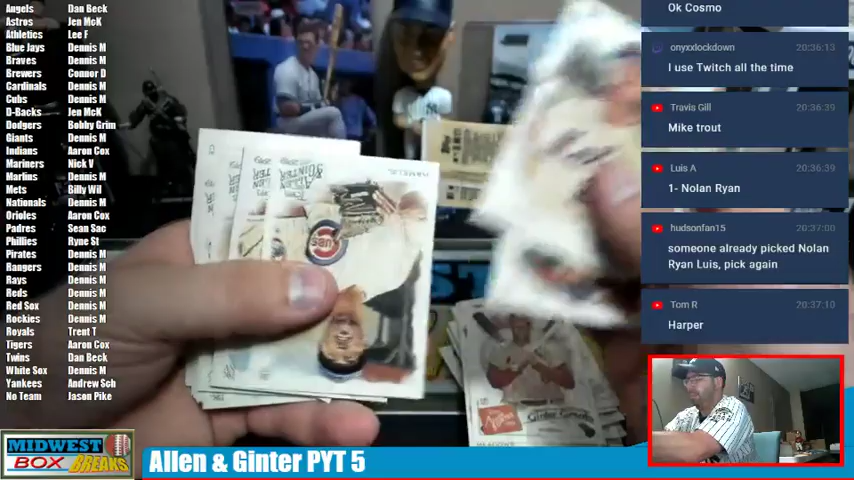 Angels Dan Beck
Astros Jen McK
Athletics Lee F
Blue Jays Dennis M
Braves Dennis M
Brewers Connor D
Cardinals Dennis M
Cubs Dennis M
D-Backs Jen McK
Dodgers Bobby Grim
Giants Dennis M
Indians Aaron Cox
Mariners Nick V
Marlins Dennis M
Mets Billy Wil
Nationals Dennis M
Orioles Aaron Cox
Padres Sean Sac
Phillies Ryne St
Pirates Dennis M
Rangers Dennis M
Rays Dennis M
Reds Dennis M
Red Sox Dennis M
Rockies Dennis M
Royals Trent T
Tigers Aaron Cox
Twins Dan Beck
White Sox Dennis M
Yankees Andrew Sch
No Team Jason Pike
Ok Cosmo
onyxxlockdown 20:36:13
I use Twitch all the time
Travis Gill 20:36:39
Mike trout
Luis A 20:36:39
1- Nolan Ryan
hudsonfan15 20:37:00
someone already picked Nolan
Ryan Luis, pick again
Tom R 20:37:10
Harper
MIDWEST
BOX BREAKS
Allen & Ginter PYT 5